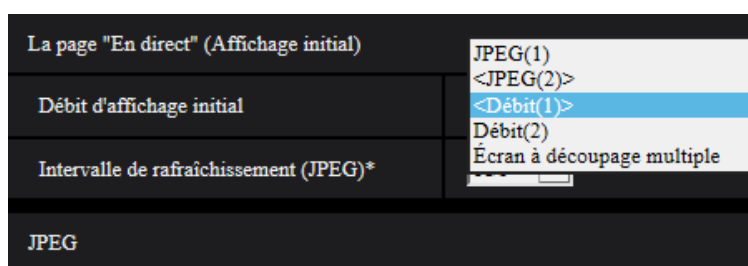 La page "En direct" (Affichage initial)
JPEG(1)
<JPEG(2)>
Débit d'affichage initial
<Débit(1)>
Débit(2)
Écran à découpage multiple
Intervalle de rafraîchissement (JPEG)*
JPEG